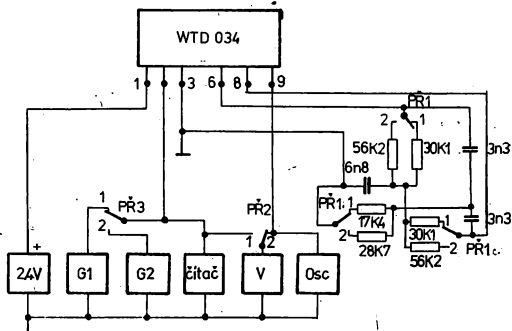 WTD 034
1 3 6 8 9
PŘ1
2 1
56K2 30K1 3n3
6n8
PŘ1 1 17K4
2 28K7
3n3
30K1 1
56K2 2
PŘ1
1 PŘ3
2
PŘ2
1 2
+
24V G1 G2 čítač V Osc